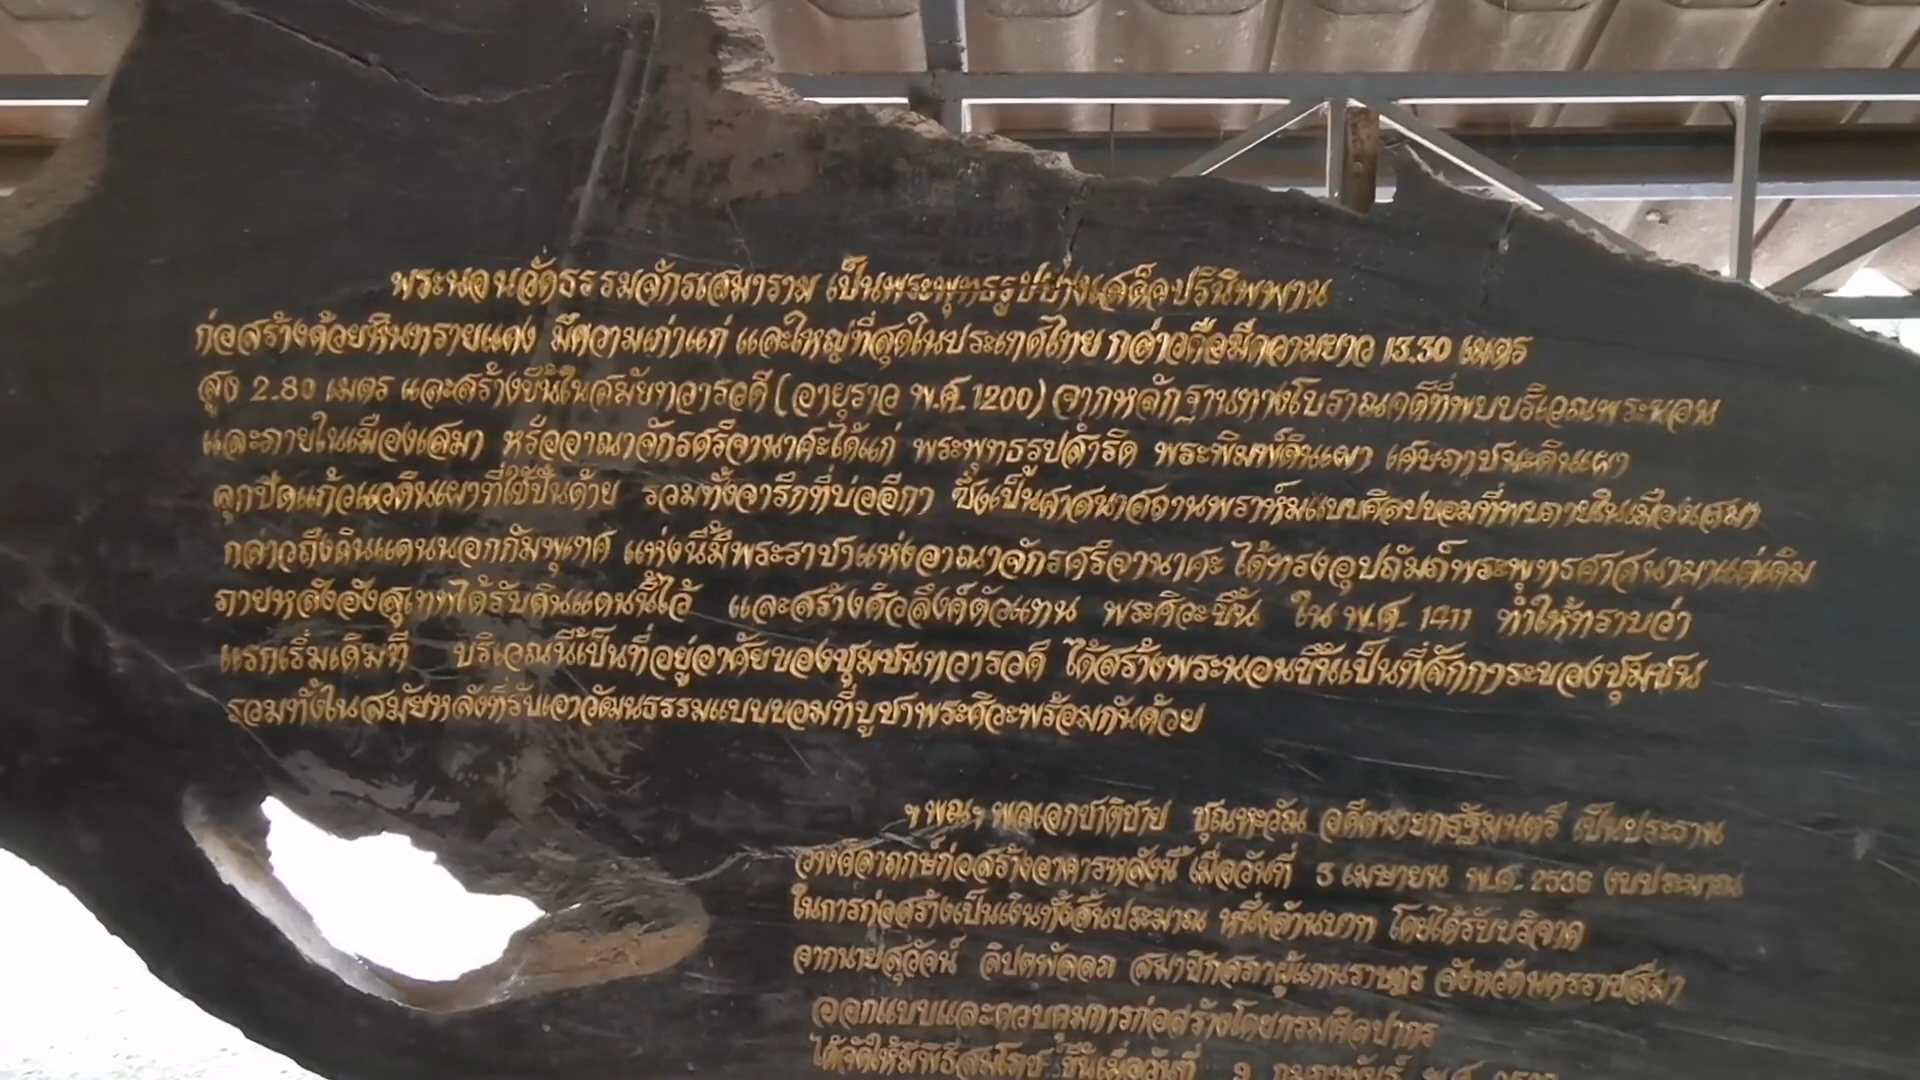 พระนอนวัดธรรมจักรเสมาราม เป็นพระพุทธรูปปางเสด็จปรินิพพาน
ก่อสร้างด้วยหินทรายแดง มีความเก่าแก่ และใหญ่ที่สุดในประเทศไทย กล่าวคือมีความยาว 13.30 เมตร
สูง 2.80 เมตร และสร้างขึ้นในสมัยทวารวดี (อายุราว พ.ศ. 1200) จากหลักฐานทางโบราณคดีที่พบบริเวณพระนอน
และภายในเมืองเสมา หรืออาณาจักรศรีจานาศะได้แก่ พระพุทธรูปสำริด พระพิมพ์ดินเผา เศษภาชนะดินเผา
ลูกปัดแก้วแวดินเผาที่ใช้ปั่นด้าย รวมทั้งจารึกที่บ่ออีกา ซึ่งเป็นศาสนาสถานพราห์มแบบศิลปขอมที่พบภายในเมืองเสมา
กล่าวถึงดินแดนนอกกัมพุเทศ แห่งนี้มีพระราชาแห่งอาณาจักรศรีจานาศะ ได้ทรงอุปถัมภ์พระพุทธศาสนามาแต่เดิม
ภายหลังอังสุเทพได้รับดินแดนนี้ไว้ และสร้างศิวลึงค์ตัวแทน พระศิวะขึ้น ใน พ.ศ. 1411 ทำให้ทราบว่า
แรกเริ่มเดิมที บริเวณนี้เป็นที่อยู่อาศัยของชุมชนทวารวดี ได้สร้างพระนอนขึ้นเป็นที่สักการะของชุมชน
รวมทั้งในสมัยหลังก็รับเอาวัฒนธรรมแบบขอมที่บูชาพระศิวะพร้อมกันด้วย
ฯพณฯ พลเอกชาติชาย ชุณหวัณ อดีตนายกรัฐมนตรี เป็นประธาน
วางศิลาฤกษ์ก่อสร้างอาคารหลังนี้ เมื่อวันที่ 5 เมษายน พ.ศ. 2536 งบประมาณ
ในการก่อสร้างเป็นเงินทั้งสิ้นประมาณ หนึ่งล้านบาท โดยได้รับบริจาค
จากนายสุวัจน์ ลิปตพัลลภ สมาชิกสภาผู้แทนราษฎร จังหวัดนครราชสีมา
ออกแบบและควบคุมการก่อสร้างโดยกรมศิลปากร
ได้จัดให้มีพิธีสมโภช ขึ้นเมื่อวันที่ กุมภาพันธ์ พ.ศ.